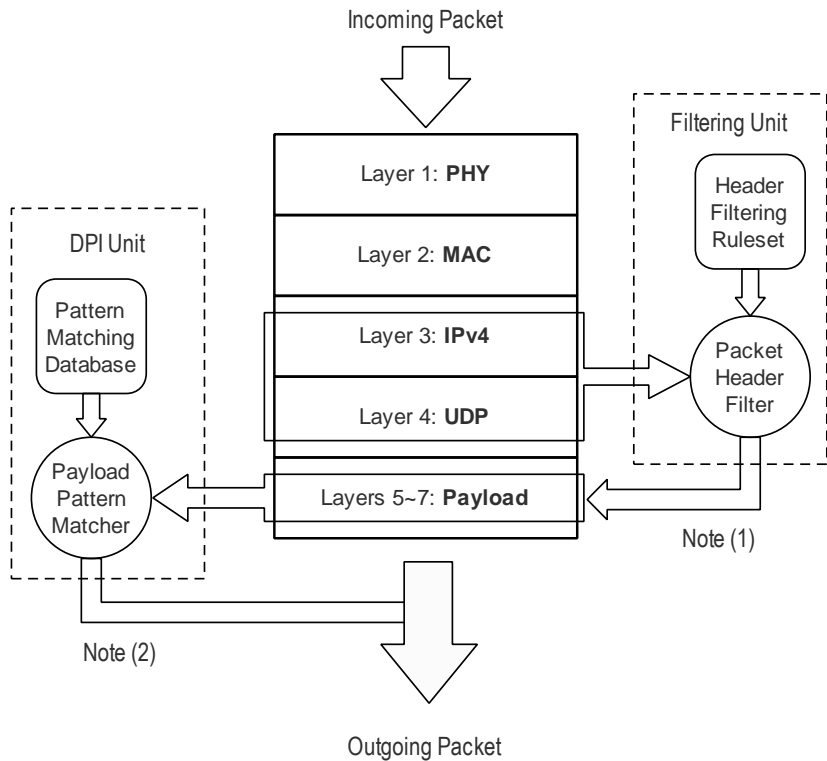 Incoming Packet
Filtering Unit
Header
Filtering
Ruleset
Packet
Header
Filter
Layer 1: PHY
Layer 2: MAC
Layer 3: IPv4
Layer 4: UDP
Layers 5~7: Payload
Note (1)
DPI Unit
Pattern
Matching
Database
Payload
Pattern
Matcher
Note (2)
Outgoing Packet